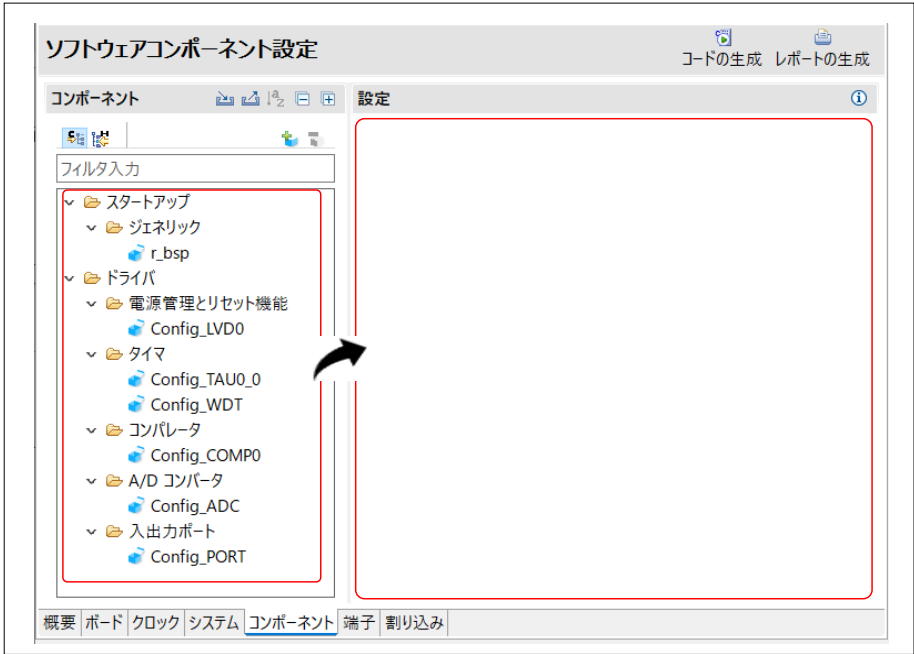 ソフトウェアコンポーネント設定
コードの生成 レポートの生成
コンポーネント
設定
フィルタ入力
スタートアップ
ジェネリック
r_bsp
ドライバ
電源管理とリセット機能
Config_LVD0
タイマ
Config_TAU0_0
Config_WDT
コンパレータ
Config_COMP0
A/D コンバータ
Config_ADC
入出力ポート
Config_PORT
概要 ボード クロック システム コンポーネント 端子 割り込み